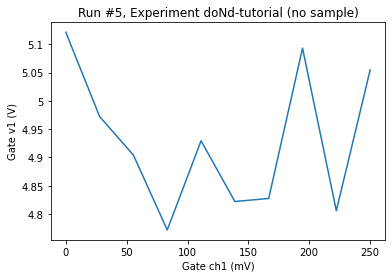 Run #5, Experiment doNd-tutorial (no sample)
5.1
5.05
5
4.95
4.9
4.85
4.8
Gate v1 (V)
0 50 100 150 200 250
Gate ch1 (mV)